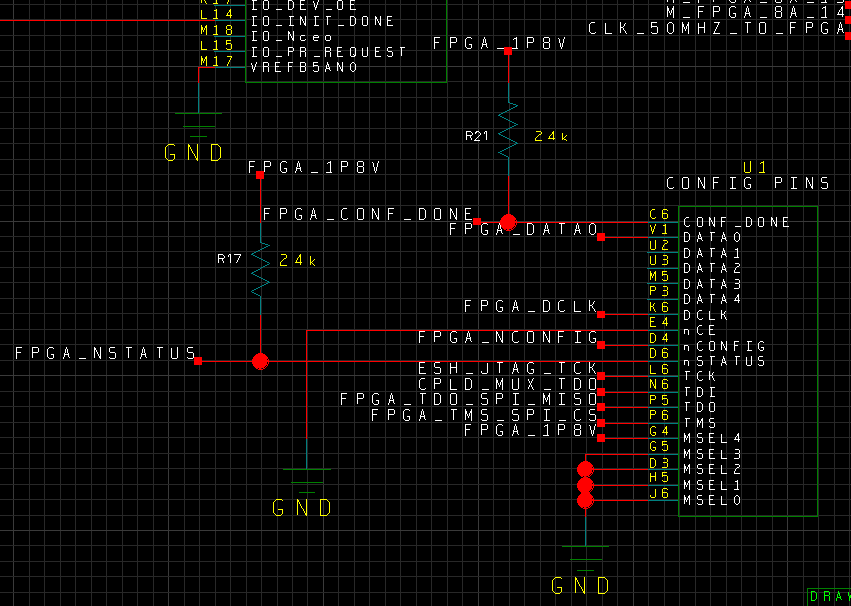 K17 IO_DEV_OE
L14 IO_INIT_DONE
M18 IO_Nceo
L15 IO_PR_REQUEST
M17 VREFB5AN0
GND
M_FPGA_8A_14
CLK_50MHZ_TO_FPGA
FPGA_1P8V
R21 24k
FPGA_1P8V
FPGA_CONF_DONE
R17 24k
FPGA_NSTATUS
GND
U1
CONFIG PINS
C6 CONF_DONE
FPGA_DATA0 V1 DATA0
U2 DATA1
U3 DATA2
M5 DATA3
P3 DATA4
FPGA_DCLK K6 DCLK
E4 nCE
FPGA_NCONFIG D4 nCONFIG
D6 nSTATUS
ESH_JTAG_TCK L6 TCK
CPLD_MUX_TDO N6 TDI
FPGA_TDO_SPI_MISO P5 TDO
FPGA_TMS_SPI_CS P6 TMS
FPGA_1P8V G4 MSEL4
G5 MSEL3
D3 MSEL2
H5 MSEL1
J6 MSEL0
GND
DRAW